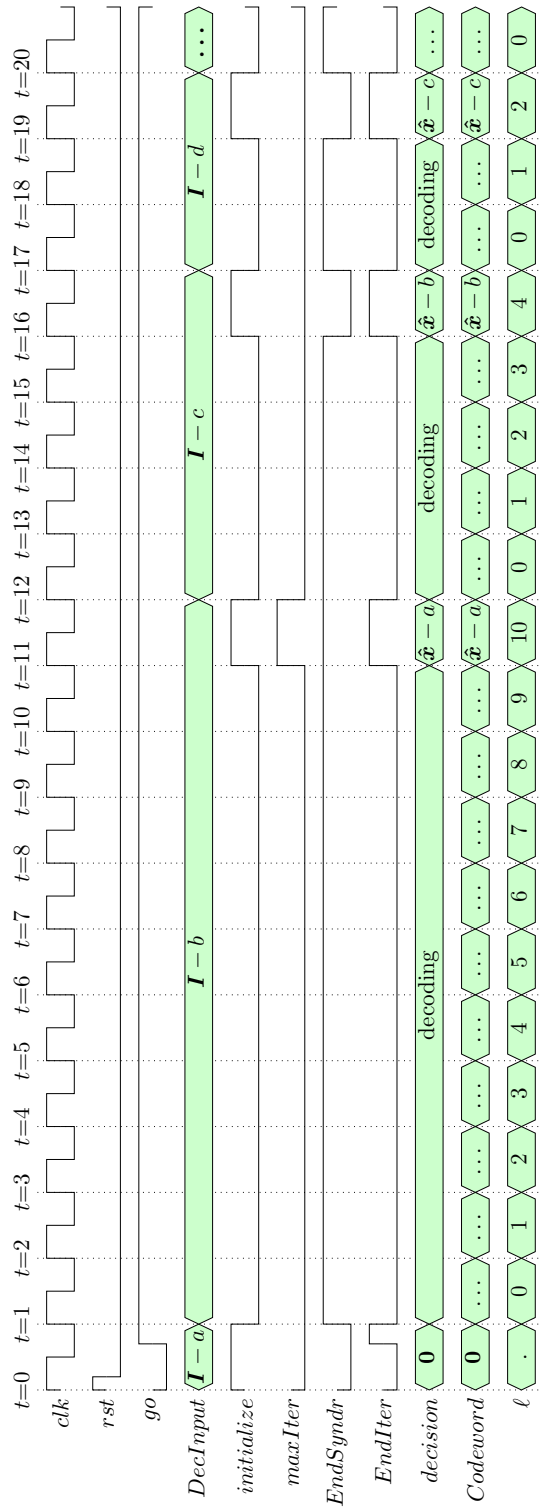 t=0 t=1 t=2 t=3 t=4 t=5 t=6 t=7 t=8 t=9 t=10 t=11 t=12 t=13 t=14 t=15 t=16 t=17 t=18 t=19 t=20
clk
rst
go
DecInput I − a I − b I − c I − d ...
initialize
maxIter
EndSyndr
EndIter
decision 0 decoding x̂ − a decoding x̂ − b decoding x̂ − c ...
Codeword 0 ... ... ... ... ... ... ... ... ... ... x̂ − a ... ... ... ... x̂ − b ... ... x̂ − c ...
ℓ . 0 1 2 3 4 5 6 7 8 9 10 0 1 2 3 4 0 1 2 0